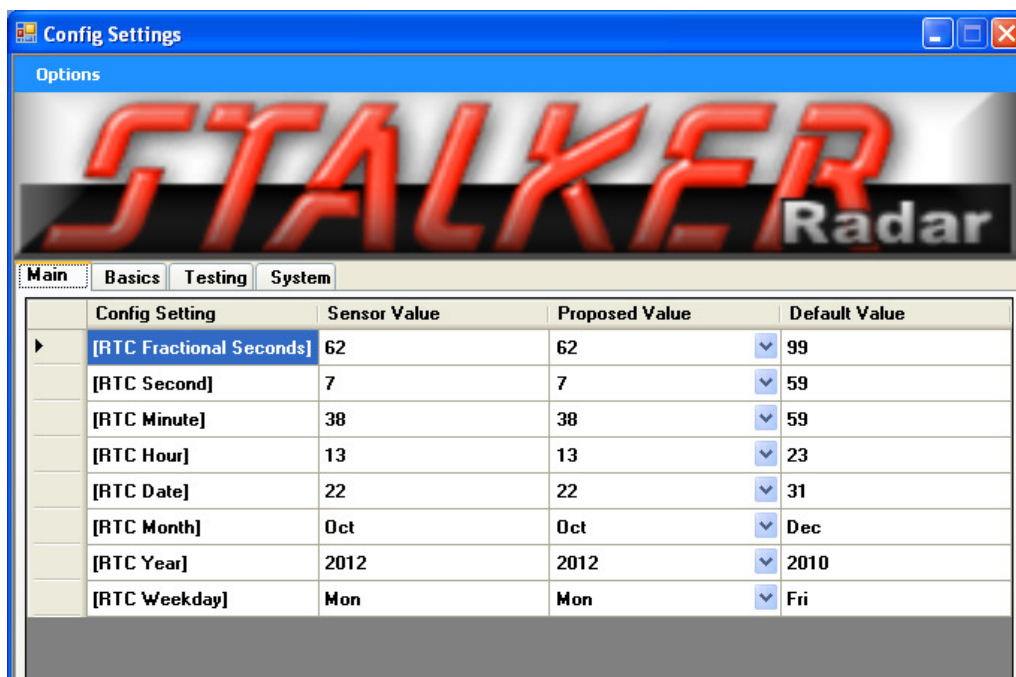 Config Settings
Options
STALKER
Radar
Main Basics Testing System
Config Setting Sensor Value Proposed Value Default Value
[RTC Fractional Seconds] 62 62 99
[RTC Second] 7 7 59
[RTC Minute] 38 38 59
[RTC Hour] 13 13 23
[RTC Date] 22 22 31
[RTC Month] Oct Oct Dec
[RTC Year] 2012 2012 2010
[RTC Weekday] Mon Mon Fri